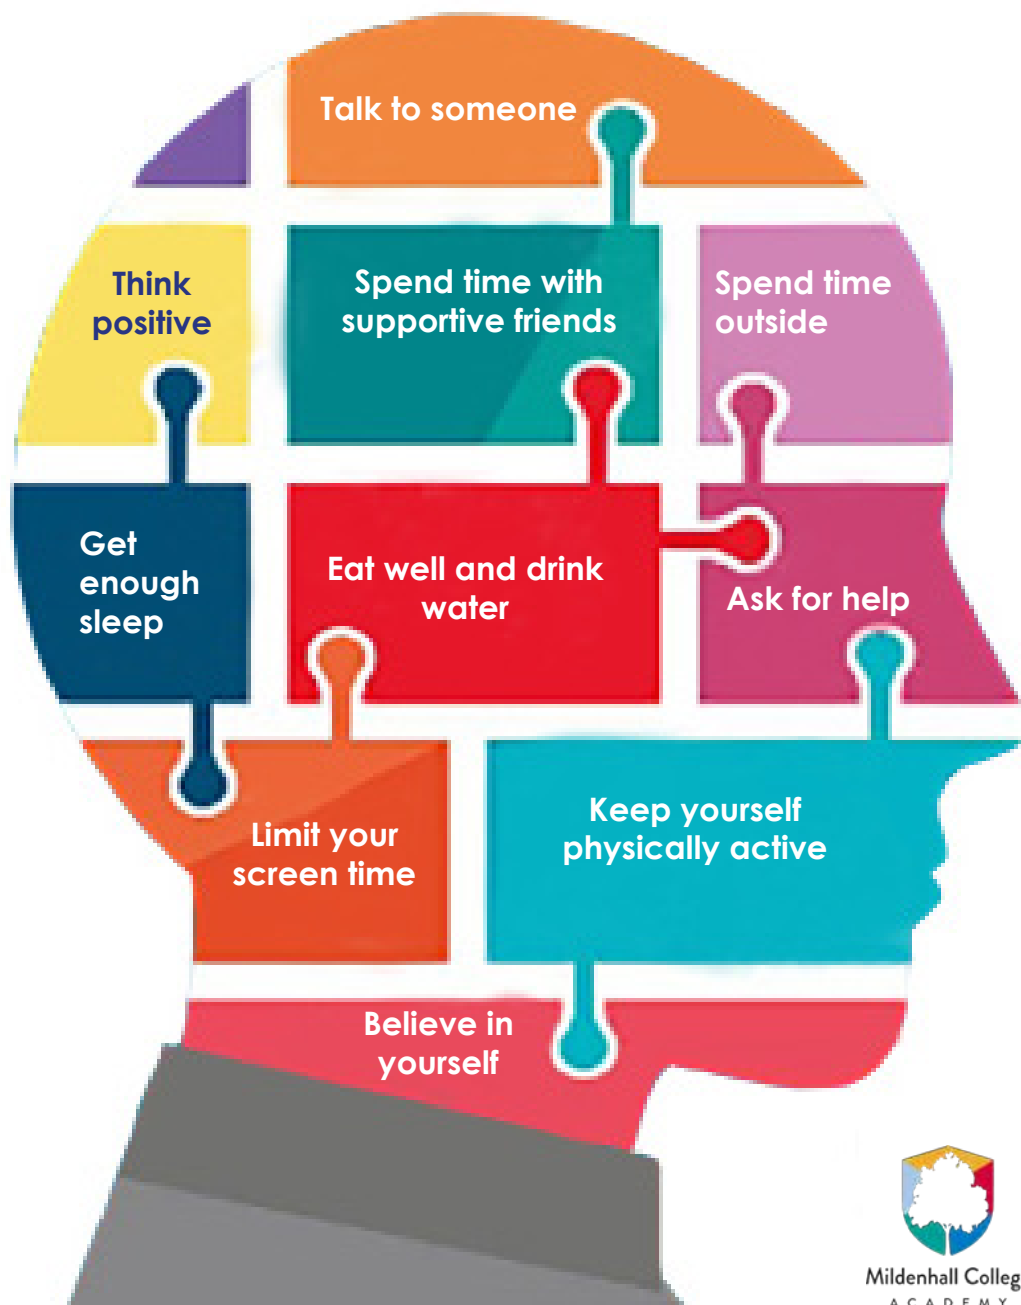 Talk to someone
Think
positive
Spend time with
supportive friends
Spend time
outside
Get
enough
sleep
Eat well and drink
water
Ask for help
Limit your
screen time
Keep yourself
physically active
Believe in
yourself
Mildenhall Colleg
ACADEMY